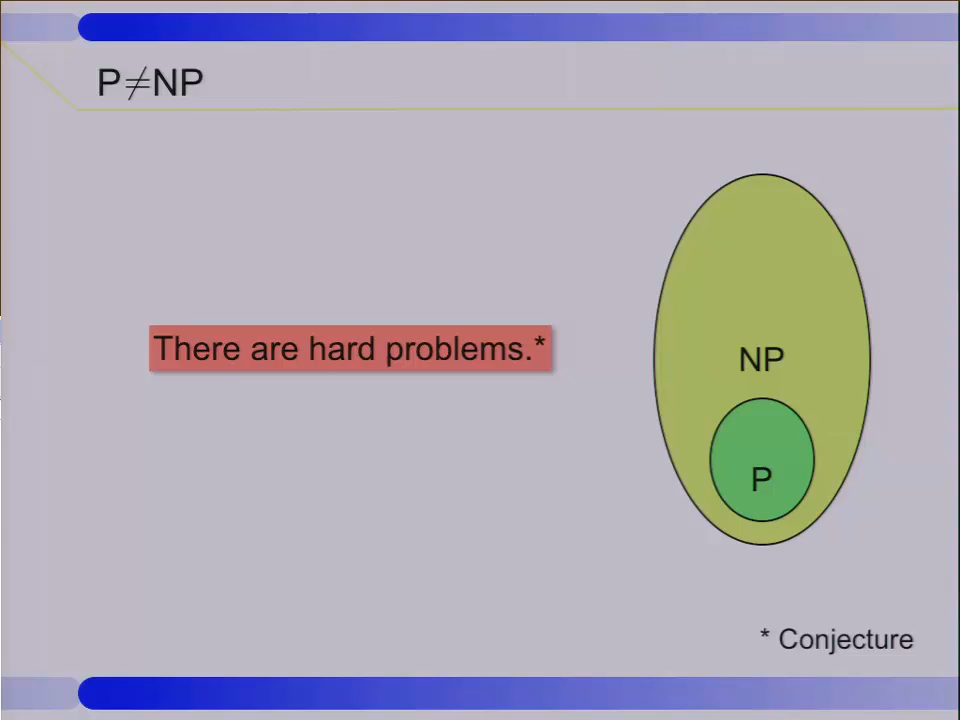 P≠NP
There are hard problems.*
NP
P
* Conjecture